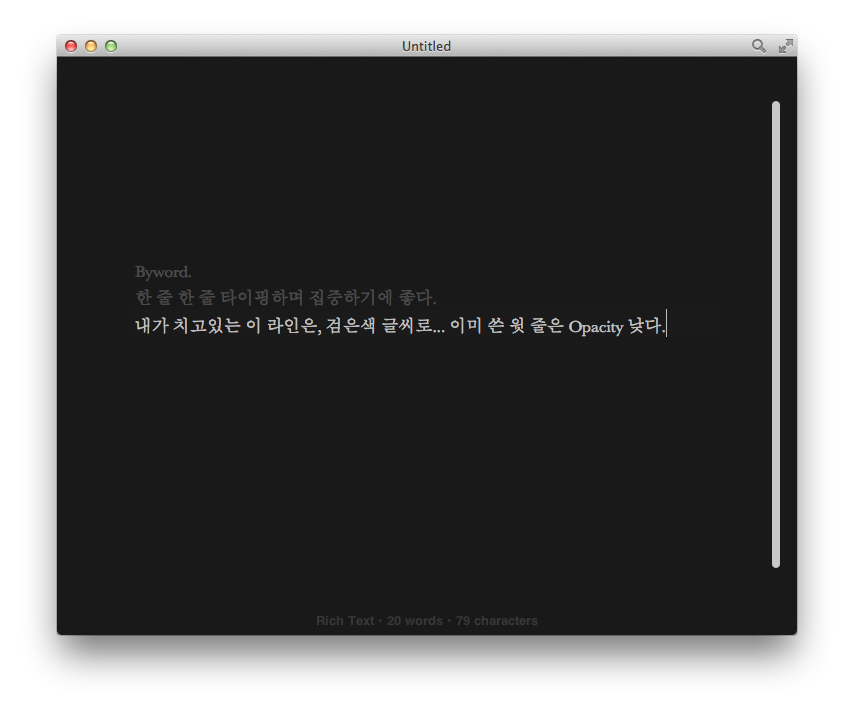 Untitled
Byword.
한 줄 한 줄 타이핑하며 집중하기에 좋다.
내가 치고있는 이 라인은, 검은색 글씨로... 이미 쓴 윗 줄은 Opacity 낮다.
Rich Text • 20 words • 79 characters